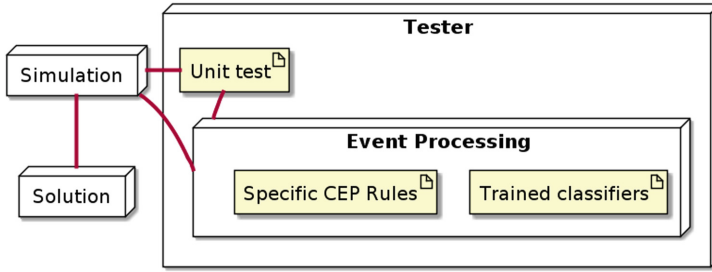 Tester
Unit test
Simulation
Event Processing
Specific CEP Rules
Trained classifiers
Solution